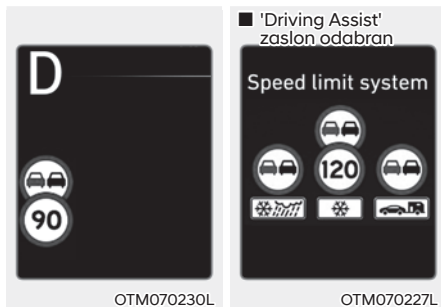 D
90
OTM070230L
■ 'Driving Assist'
zaslon odabran
Speed limit system
120
OTM070227L